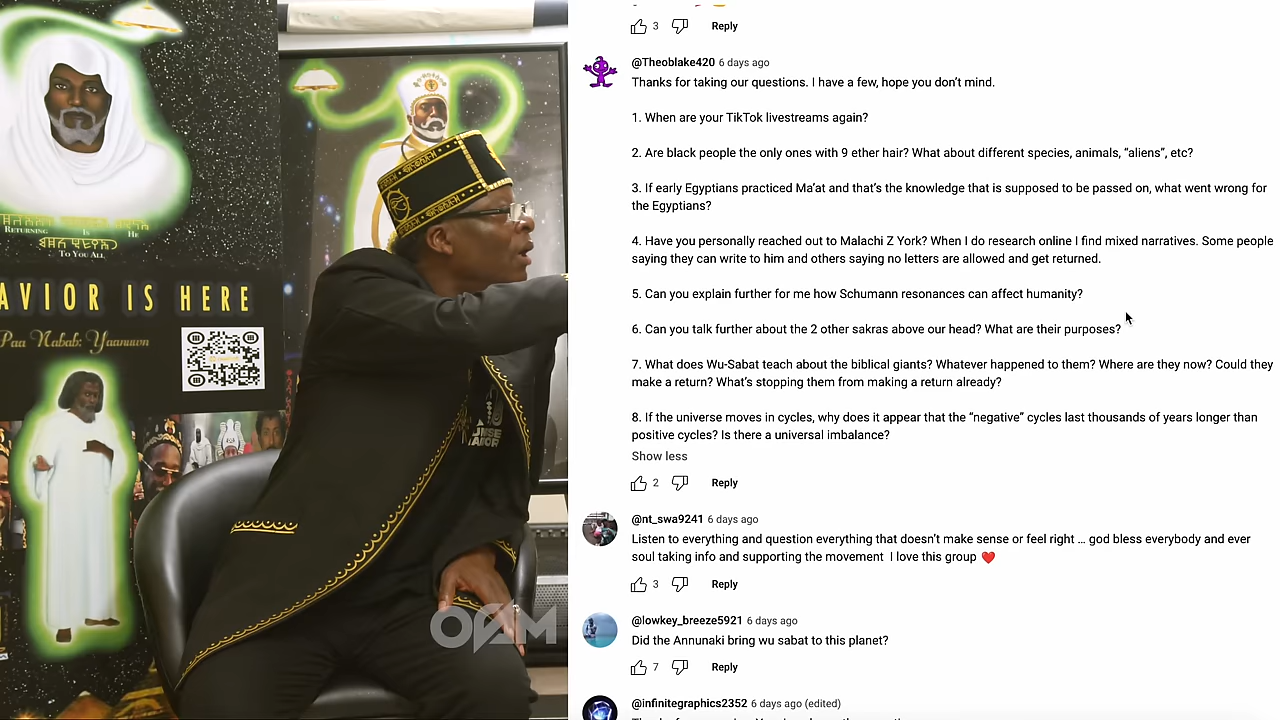 RETURNING IS HE
TO YOU ALL
AVIOR IS HERE
Paa Nabab: Yaanuwn
OFM
3 Reply
@Theoblake420 6 days ago
Thanks for taking our questions. I have a few, hope you don’t mind.
1. When are your TikTok livestreams again?
2. Are black people the only ones with 9 ether hair? What about different species, animals, “aliens”, etc?
3. If early Egyptians practiced Ma’at and that’s the knowledge that is supposed to be passed on, what went wrong for
the Egyptians?
4. Have you personally reached out to Malachi Z York? When I do research online I find mixed narratives. Some people
saying they can write to him and others saying no letters are allowed and get returned.
5. Can you explain further for me how Schumann resonances can affect humanity?
6. Can you talk further about the 2 other sakras above our head? What are their purposes?
7. What does Wu-Sabat teach about the biblical giants? Whatever happened to them? Where are they now? Could they
make a return? What’s stopping them from making a return already?
8. If the universe moves in cycles, why does it appear that the “negative” cycles last thousands of years longer than
positive cycles? Is there a universal imbalance?
Show less
2 Reply
@nt_swa9241 6 days ago
Listen to everything and question everything that doesn’t make sense or feel right … god bless everybody and ever
soul taking info and supporting the movement I love this group ❤️
3 Reply
@lowkey_breeze5921 6 days ago
Did the Annunaki bring wu sabat to this planet?
7 Reply
@infinitegraphics2352 6 days ago (edited)